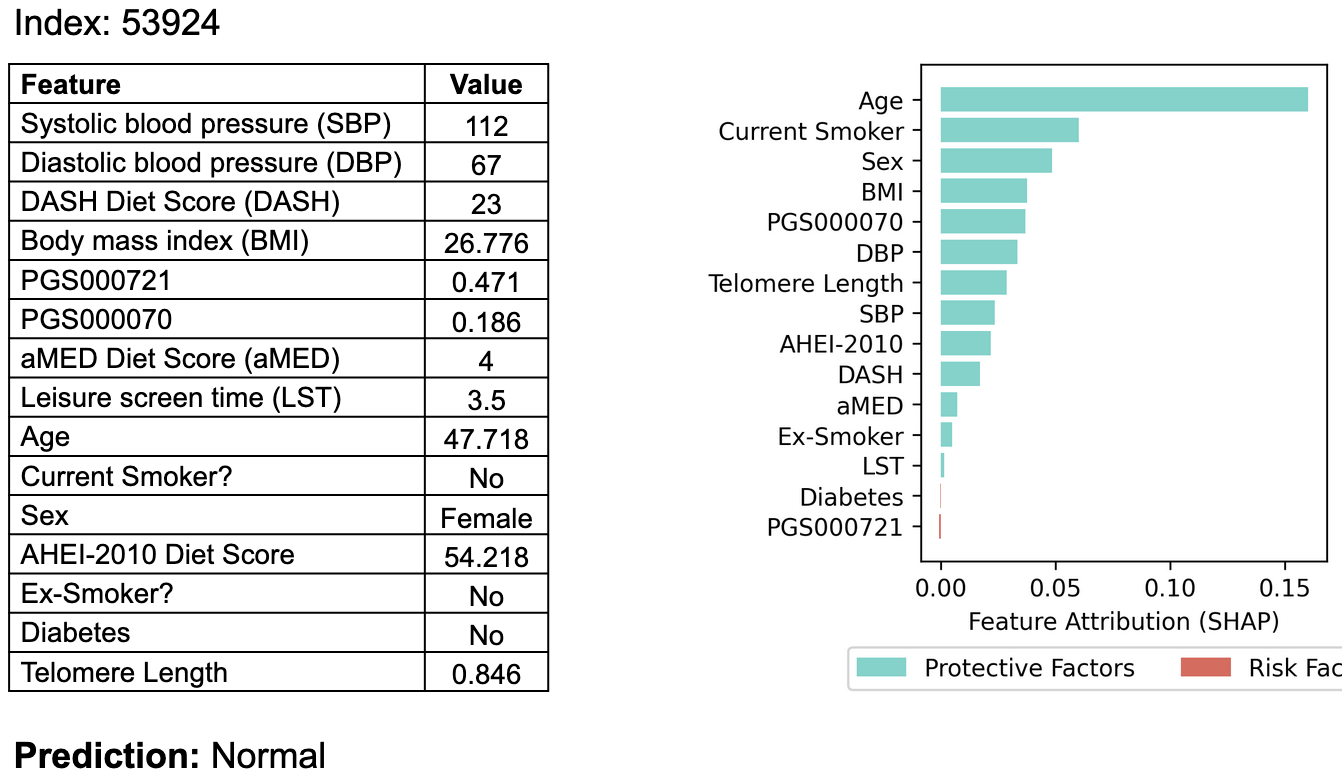 Index: 53924
Feature Value
Systolic blood pressure (SBP) 112
Diastolic blood pressure (DBP) 67
DASH Diet Score (DASH) 23
Body mass index (BMI) 26.776
PGS000721 0.471
PGS000070 0.186
aMED Diet Score (aMED) 4
Leisure screen time (LST) 3.5
Age 47.718
Current Smoker? No
Sex Female
AHEI-2010 Diet Score 54.218
Ex-Smoker? No
Diabetes No
Telomere Length 0.846
Prediction: Normal
Age
Current Smoker
Sex
BMI
PGS000070
DBP
Telomere Length
SBP
AHEI-2010
DASH
aMED
Ex-Smoker
LST
Diabetes
PGS000721
0.00 0.05 0.10 0.15
Feature Attribution (SHAP)
Protective Factors Risk Fac